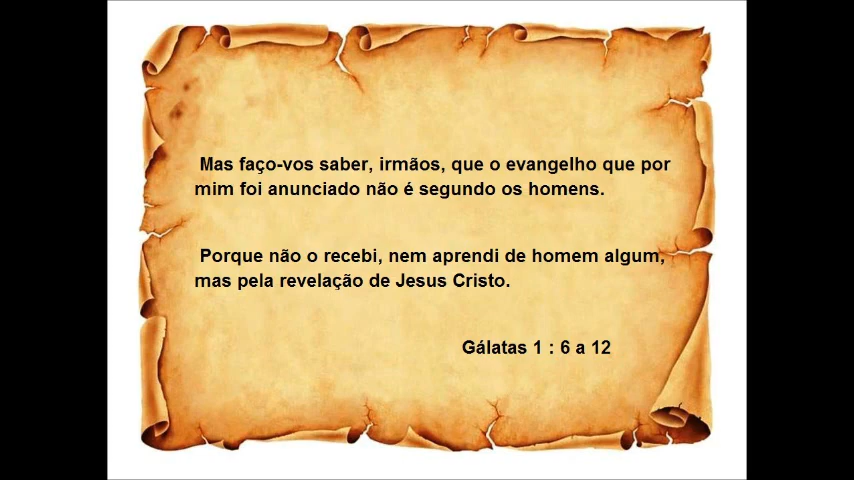 Mas faço-vos saber, irmãos, que o evangelho que por
mim foi anunciado não é segundo os homens.
Porque não o recebi, nem aprendi de homem algum,
mas pela revelação de Jesus Cristo.
Gálatas 1 : 6 a 12